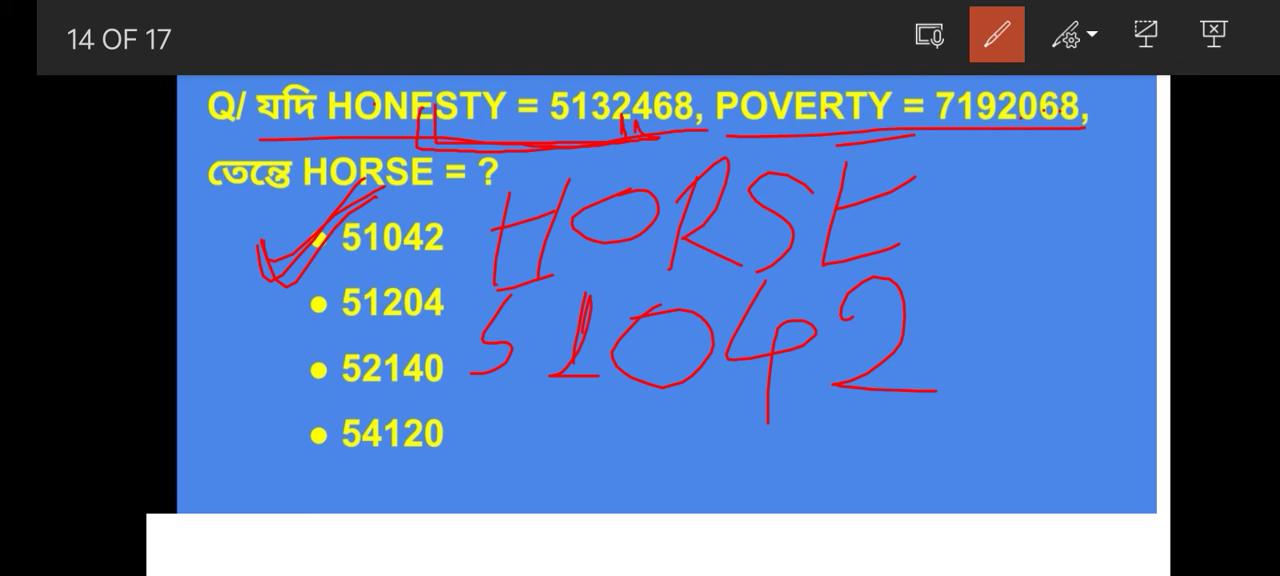 14 OF 17
Q/ যদি HONESTY = 5132468, POVERTY = 7192068,
তেন্তে HORSE = ?
HORSE
• 51042
51042
• 51204
• 52140
• 54120